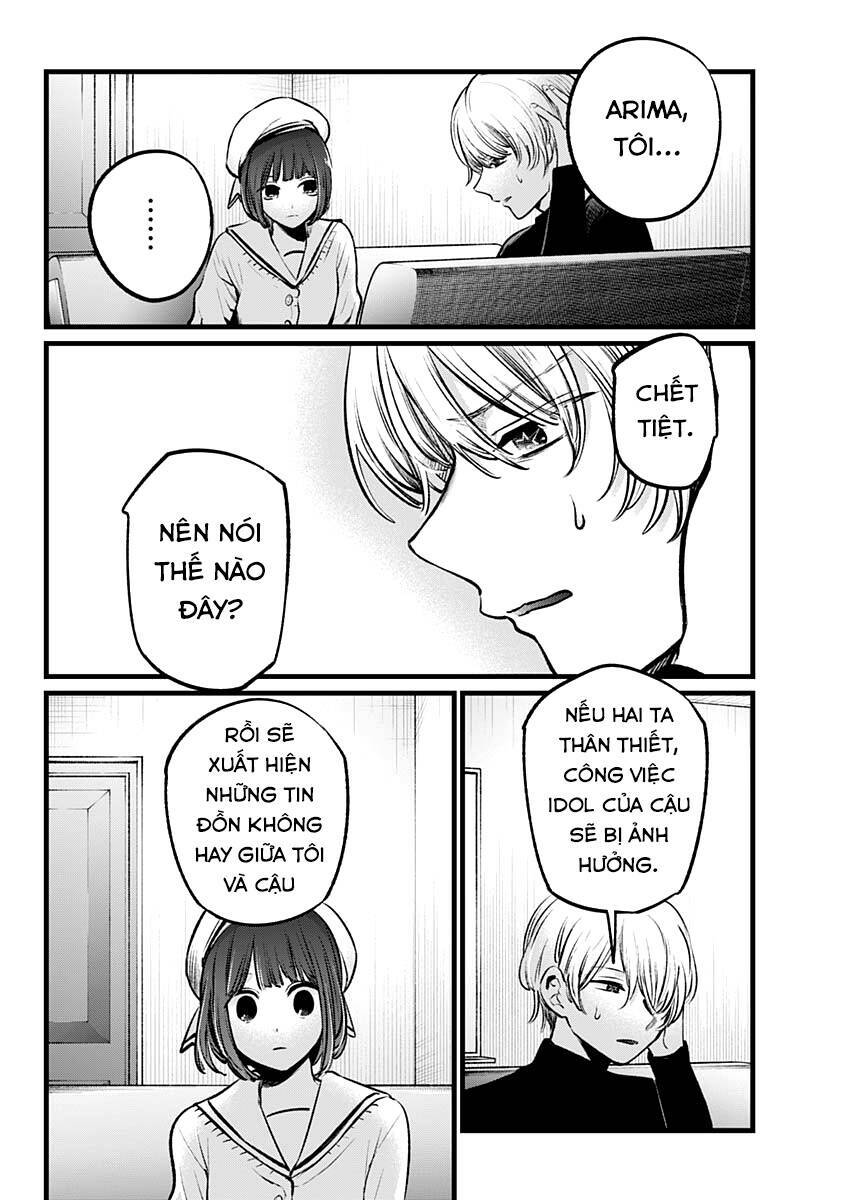 ARIMA,
TÔI...
......
CHẾT
TIỆT.
NÊN NÓI
THẾ NÀO
ĐÂY?
NẾU HAI TA
THÂN THIẾT,
CÔNG VIỆC
IDOL CỦA CẬU
SẼ BỊ ẢNH
HƯỞNG.
RỒI SẼ
XUẤT HIỆN
NHỮNG TIN
ĐỒN KHÔNG
HAY GIỮA TÔI
VÀ CẬU